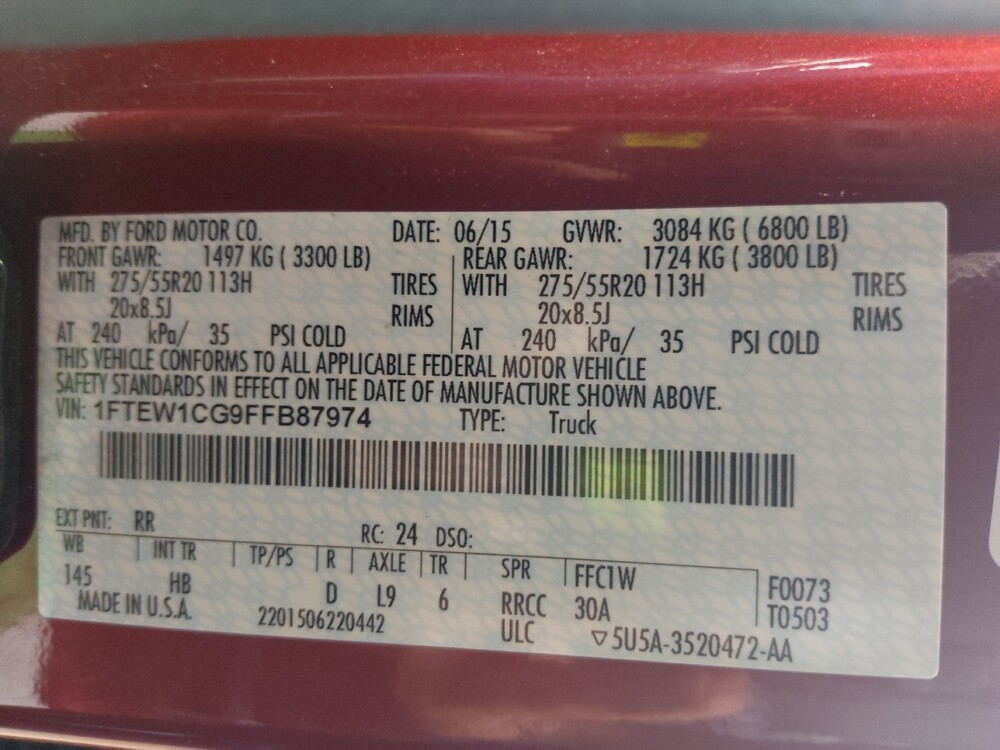 MFD. BY FORD MOTOR CO. DATE: 06/15 GVWR: 3084 KG ( 6800 LB)
FRONT GAWR: 1497 KG ( 3300 LB) REAR GAWR: 1724 KG ( 3800 LB)
WITH 275/55R20 113H TIRES WITH 275/55R20 113H TIRES
20x8.5J RIMS 20x8.5J RIMS
AT 240 kPa/ 35 PSI COLD AT 240 kPa/ 35 PSI COLD
THIS VEHICLE CONFORMS TO ALL APPLICABLE FEDERAL MOTOR VEHICLE
SAFETY STANDARDS IN EFFECT ON THE DATE OF MANUFACTURE SHOWN ABOVE.
VIN: 1FTEW1CG9FFB87974 TYPE: Truck
EXT PNT: RR RC: 24 DSO:
WB INT TR TP/PS R AXLE TR SPR FFC1W F0073
145 HB D L9 6 RRCC 30A T0503
MADE IN U.S.A. 2201506220442 ULC ▽5U5A-3520472-AA